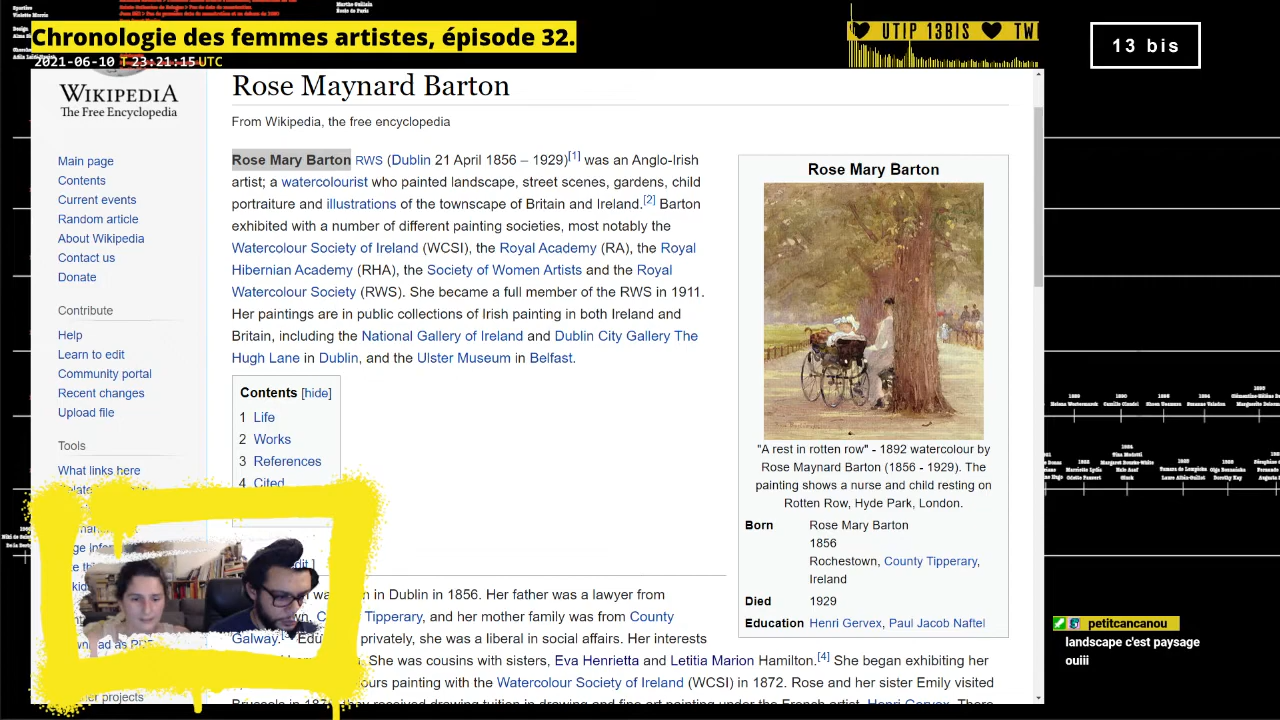 Chronologie des femmes artistes, épisode 32.
2021-06-10 T 23:21:15 UTC
UTIP 13BIS
TW
13 bis
WIKIPEDIA
The Free Encyclopedia
Main page
Contents
Current events
Random article
About Wikipedia
Contact us
Donate
Contribute
Help
Learn to edit
Community portal
Recent changes
Upload file
Tools
What links here
Rose Maynard Barton
From Wikipedia, the free encyclopedia
Rose Mary Barton RWS (Dublin 21 April 1856 – 1929)[1] was an Anglo-Irish
artist; a watercolourist who painted landscape, street scenes, gardens, child
portraiture and illustrations of the townscape of Britain and Ireland.[2] Barton
exhibited with a number of different painting societies, most notably the
Watercolour Society of Ireland (WCSI), the Royal Academy (RA), the Royal
Hibernian Academy (RHA), the Society of Women Artists and the Royal
Watercolour Society (RWS). She became a full member of the RWS in 1911.
Her paintings are in public collections of Irish painting in both Ireland and
Britain, including the National Gallery of Ireland and Dublin City Gallery The
Hugh Lane in Dublin, and the Ulster Museum in Belfast.
Contents [hide]
1 Life
2 Works
3 References
4 Cited
in Dublin in 1856. Her father was a lawyer from
Tipperary, and her mother family was from County
Galway. privately, she was a liberal in social affairs. Her interests
She was cousins with sisters, Eva Henrietta and Letitia Marion Hamilton.[4] She began exhibiting her
ours painting with the Watercolour Society of Ireland (WCSI) in 1872. Rose and her sister Emily visited
Rose Mary Barton
"A rest in rotten row" - 1892 watercolour by
Rose Maynard Barton (1856 - 1929). The
painting shows a nurse and child resting on
Rotten Row, Hyde Park, London.
Born Rose Mary Barton
1856
Rochestown, County Tipperary,
Ireland
Died 1929
Education Henri Gervex, Paul Jacob Naftel
petitcancanou
landscape c'est paysage
ouiii